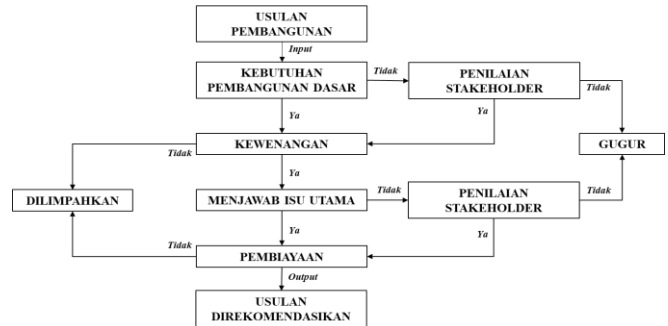 USULAN
PEMBANGUNAN
Input
KEBUTUHAN
PEMBANGUNAN DASAR
Tidak
PENILAIAN
STAKEHOLDER
Tidak
Ya
Ya
Tidak
KEWENANGAN
GUGUR
Ya
DILIMPAHKAN
MENJAWAB ISU UTAMA
Tidak
PENILAIAN
STAKEHOLDER
Tidak
Ya
Ya
Tidak
PEMBIAYAAN
Output
USULAN
DIREKOMENDASIKAN